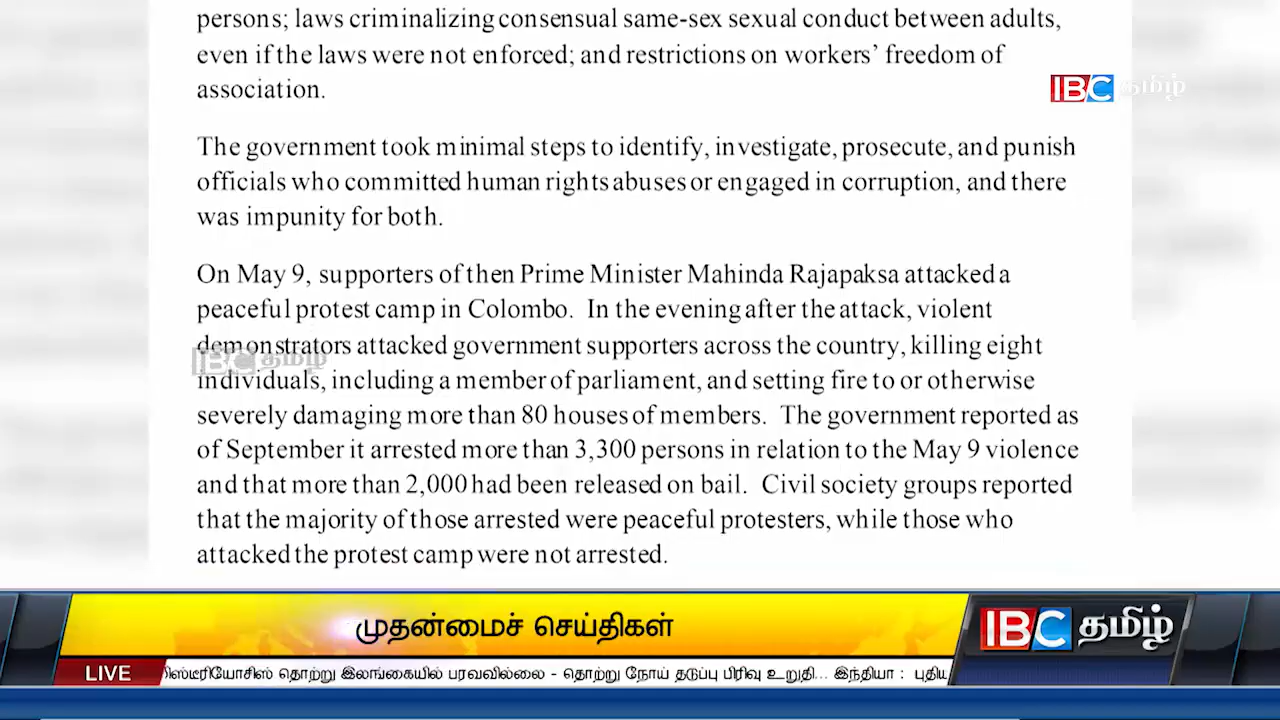 persons; laws criminalizing consensual same-sex sexual conduct between adults,
even if the laws were not enforced; and restrictions on workers’ freedom of
association.
IBC தமிழ்
The government took minimal steps to identify, investigate, prosecute, and punish
officials who committed human rights abuses or engaged in corruption, and there
was impunity for both.
On May 9, supporters of then Prime Minister Mahinda Rajapaksa attacked a
peaceful protest camp in Colombo. In the evening after the attack, violent
demonstrators attacked government supporters across the country, killing eight
IBC தமிழ்
individuals, including a member of parliament, and setting fire to or otherwise
severely damaging more than 80 houses of members. The government reported as
of September it arrested more than 3,300 persons in relation to the May 9 violence
and that more than 2,000 had been released on bail. Civil society groups reported
that the majority of those arrested were peaceful protesters, while those who
attacked the protest camp were not arrested.
முதன்மைச் செய்திகள்
IBC தமிழ்
LIVE ிஸ்டீரியோசிஸ் தொற்று இலங்கையில் பரவவில்லை - தொற்று நோய் தடுப்பு பிரிவு உறுதி... இந்தியா : புதிய